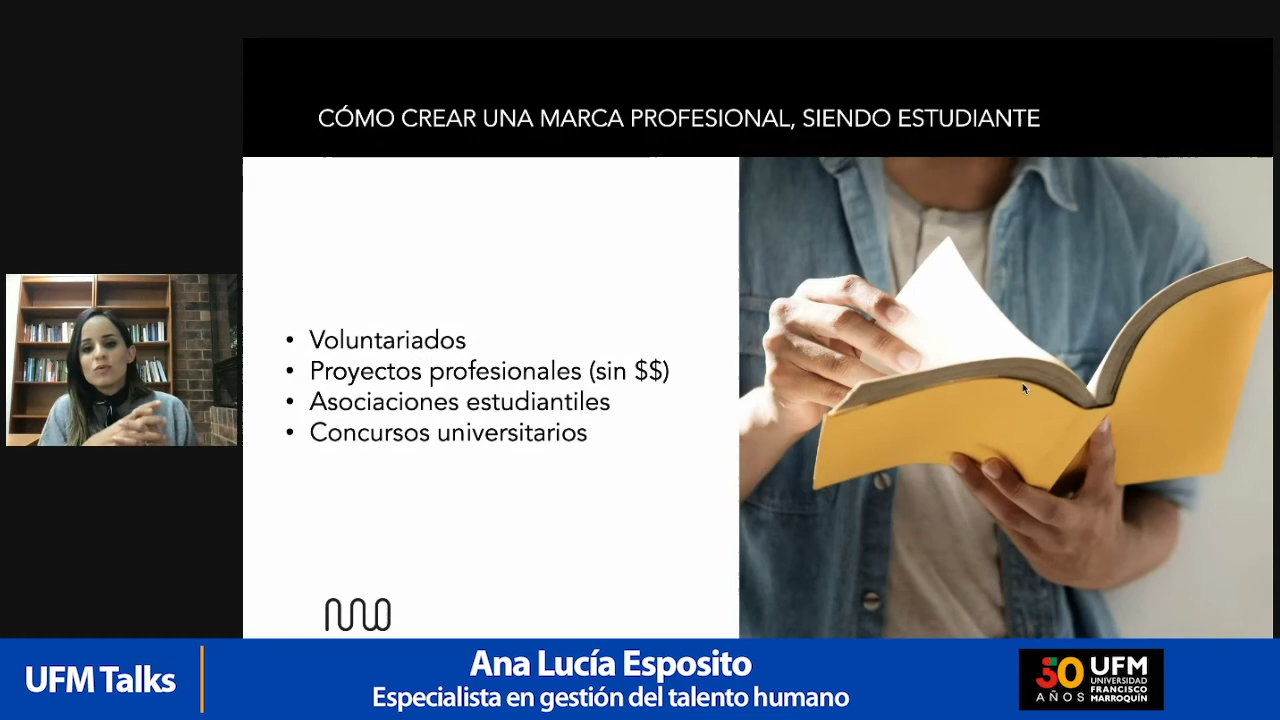 CÓMO CREAR UNA MARCA PROFESIONAL, SIENDO ESTUDIANTE
• Voluntariados
• Proyectos profesionales (sin $$)
• Asociaciones estudiantiles
• Concursos universitarios
UFM Talks
Ana Lucía Esposito
Especialista en gestión del talento humano
50
AÑOS
UFM
UNIVERSIDAD
FRANCISCO
MARROQUÍN